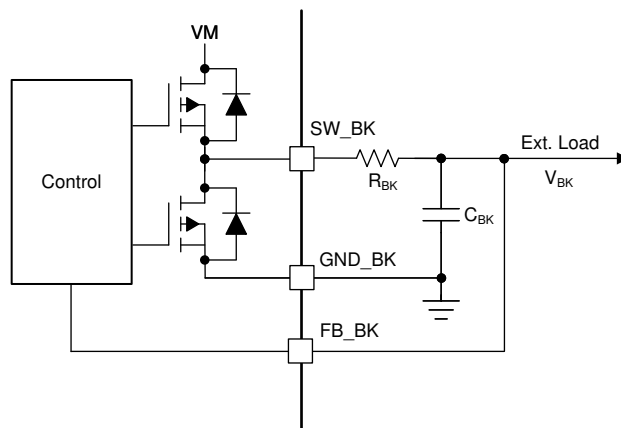 VM
SW_BK
Ext. Load
Control
R_BK
V_BK
C_BK
GND_BK
FB_BK